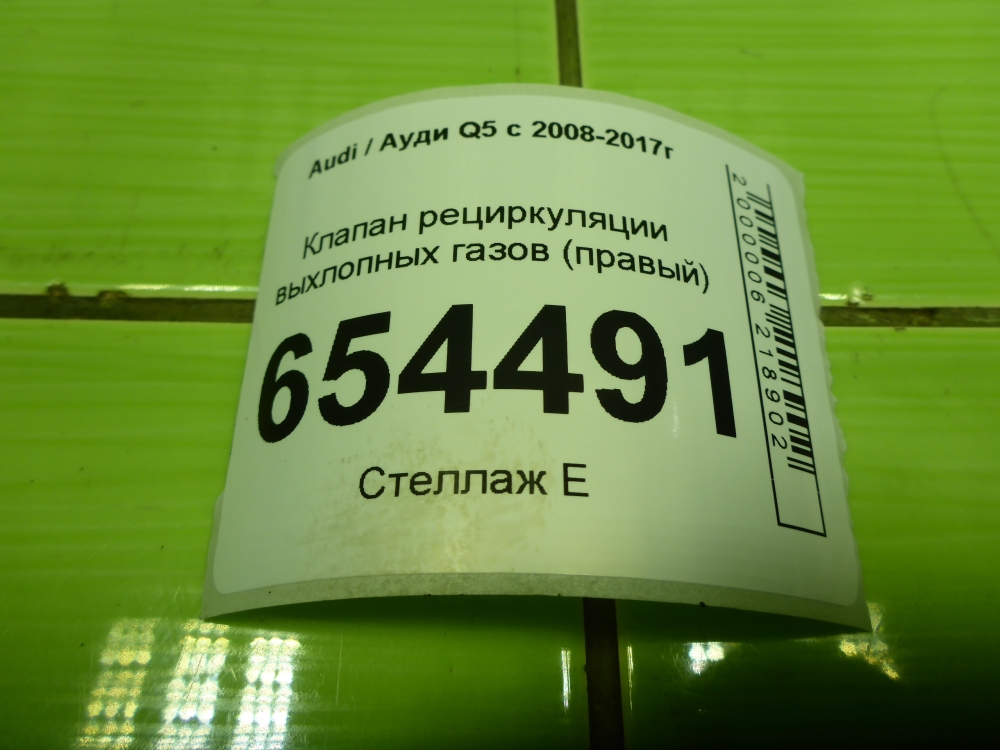 Audi / Ауди Q5 с 2008-2017г
Клапан рециркуляции
выхлопных газов (правый)
654491
Стеллаж Е
2000006218902